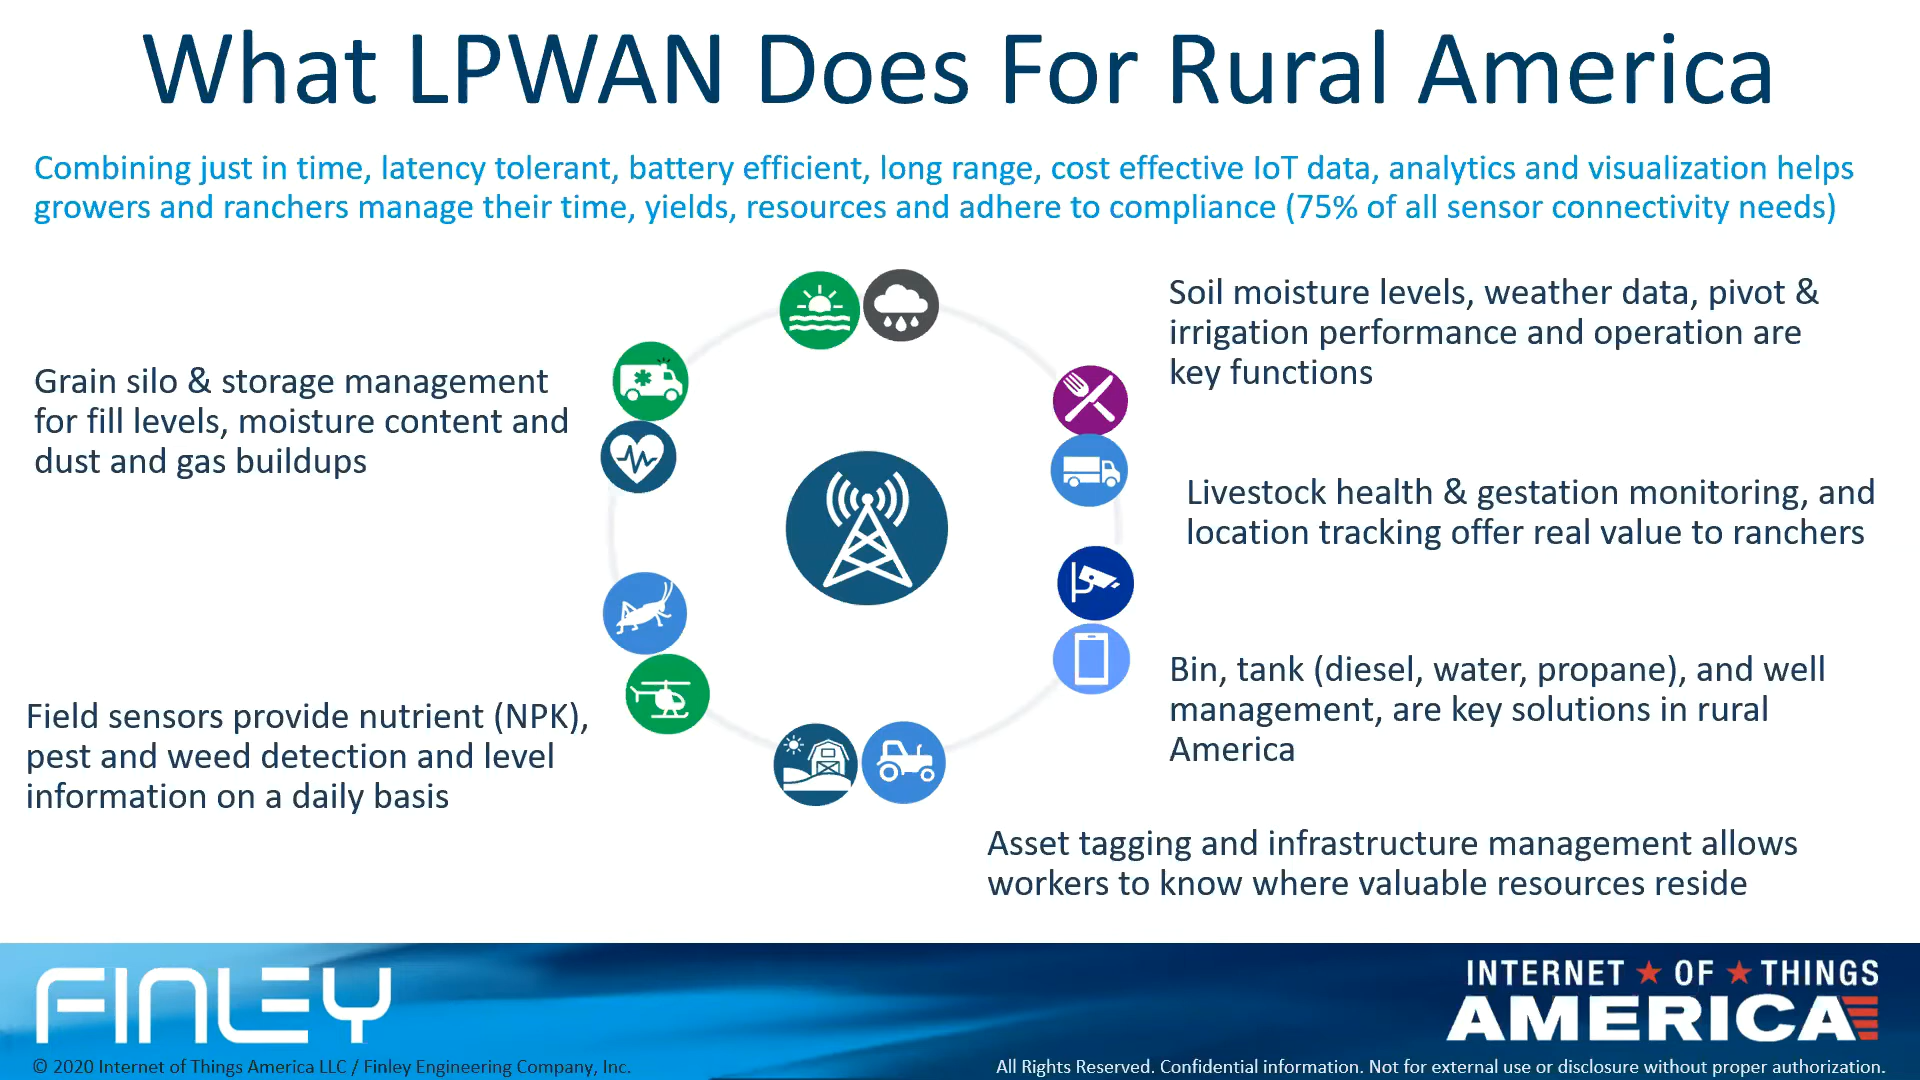 What LPWAN Does For Rural America
Combining just in time, latency tolerant, battery efficient, long range, cost effective IoT data, analytics and visualization helps
growers and ranchers manage their time, yields, resources and adhere to compliance (75% of all sensor connectivity needs)
Soil moisture levels, weather data, pivot &
irrigation performance and operation are
key functions
Grain silo & storage management
for fill levels, moisture content and
dust and gas buildups
Livestock health & gestation monitoring, and
location tracking offer real value to ranchers
Bin, tank (diesel, water, propane), and well
management, are key solutions in rural
America
Field sensors provide nutrient (NPK),
pest and weed detection and level
information on a daily basis
Asset tagging and infrastructure management allows
workers to know where valuable resources reside
FINLEY
INTERNET OF THINGS
AMERICA
© 2020 Internet of Things America LLC / Finley Engineering Company, Inc.
All Rights Reserved. Confidential information. Not for external use or disclosure without proper authorization.